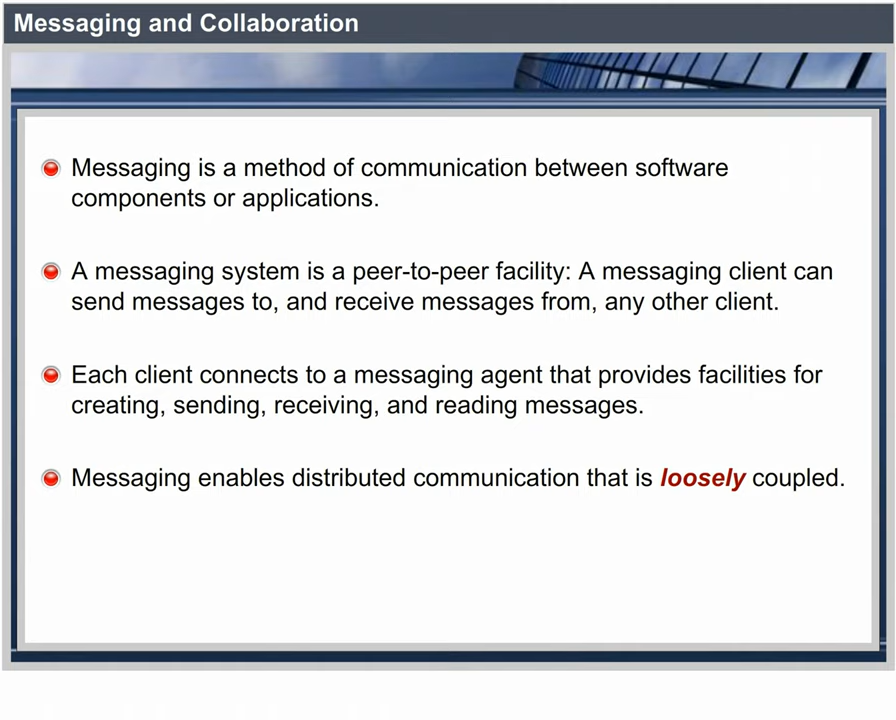 Messaging and Collaboration
Messaging is a method of communication between software
components or applications.
A messaging system is a peer-to-peer facility: A messaging client can
send messages to, and receive messages from, any other client.
Each client connects to a messaging agent that provides facilities for
creating, sending, receiving, and reading messages.
Messaging enables distributed communication that is loosely coupled.